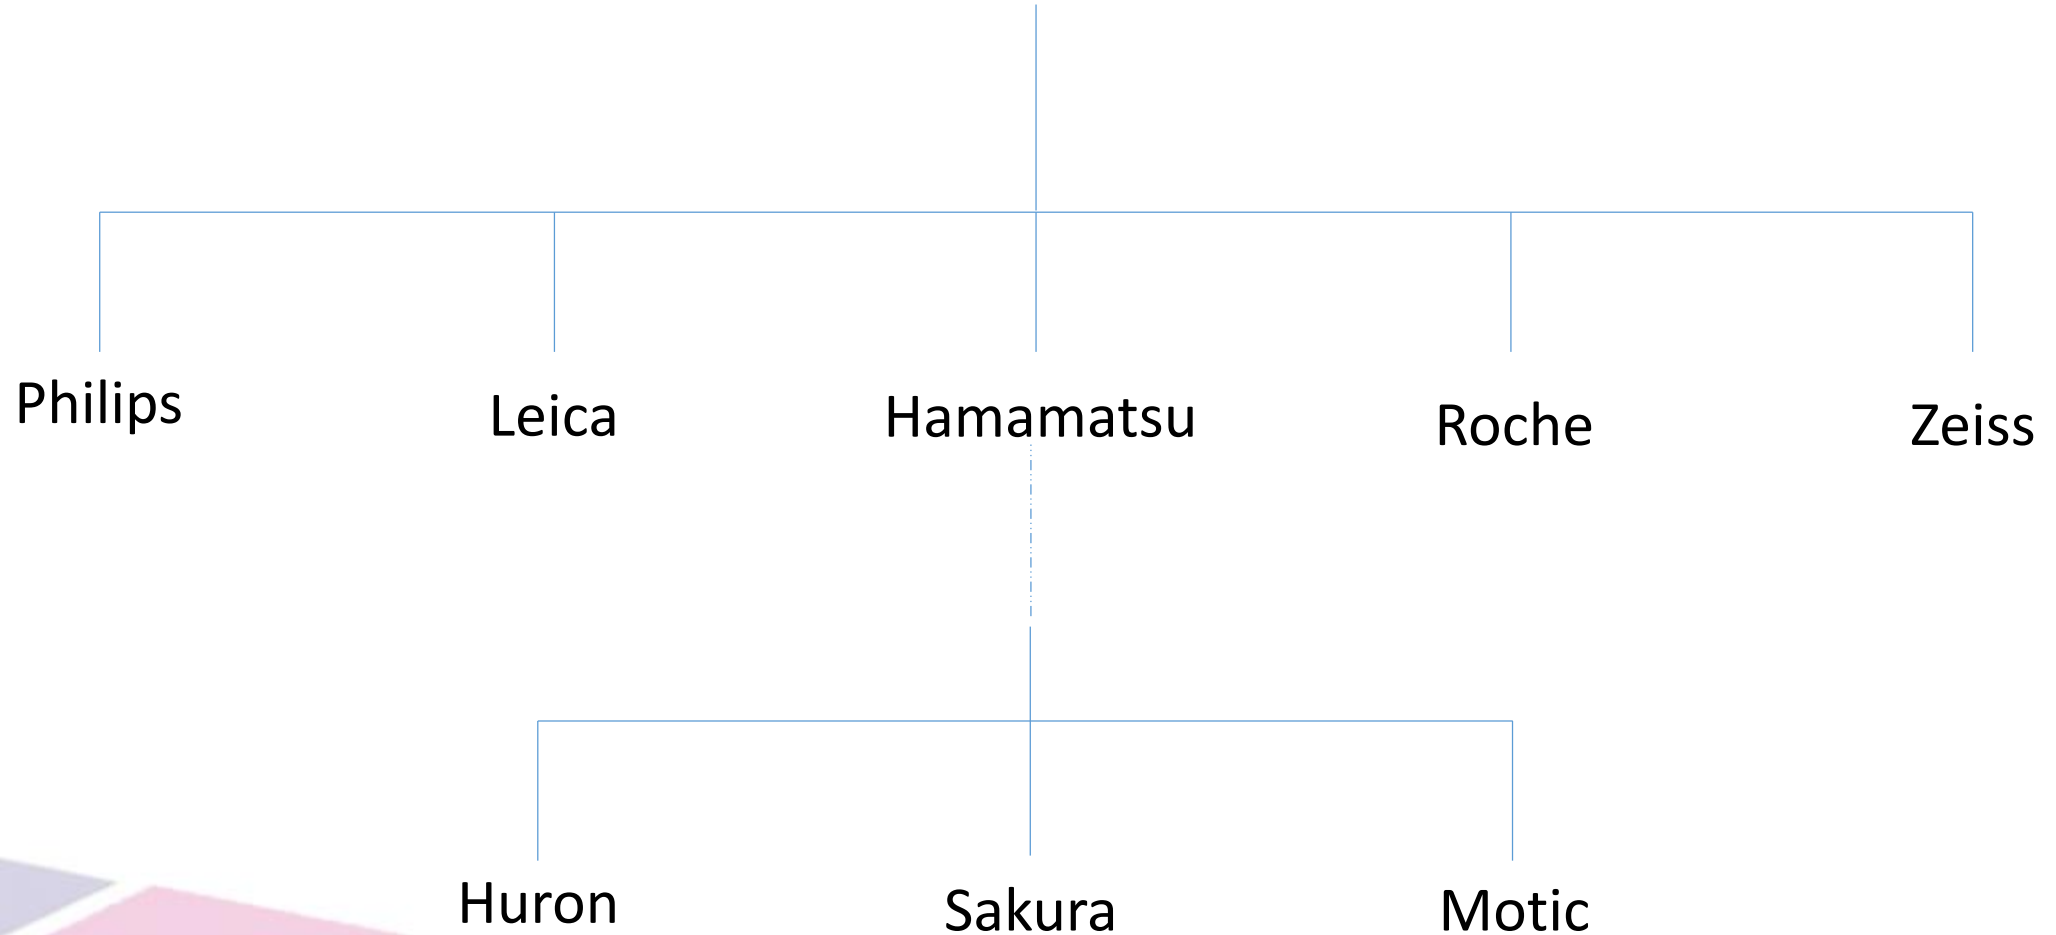 Philips
Leica
Hamamatsu
Roche
Zeiss
Huron
Sakura
Motic